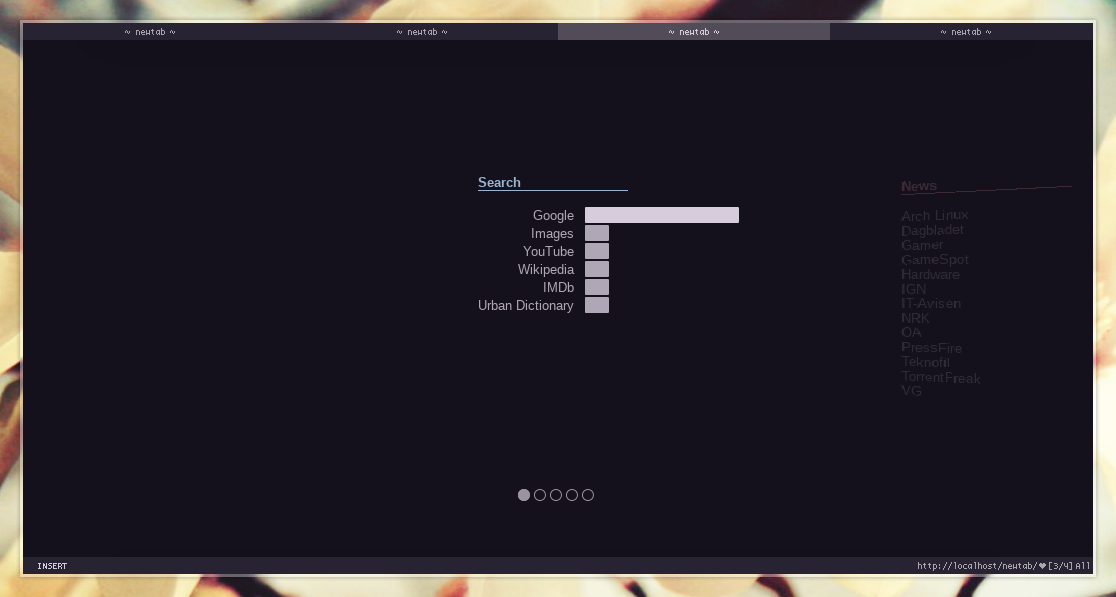 ~ newtab ~ ~ newtab ~ ~ newtab ~ ~ newtab ~
Search
Google
Images
YouTube
Wikipedia
IMDb
Urban Dictionary
News
Arch Linux
Dagbladet
Gamer
GameSpot
Hardware
IGN
IT-Avisen
NRK
OA
PressFire
Teknofil
TorrentFreak
VG
INSERT
http://localhost/newtab/♥[3/4]All